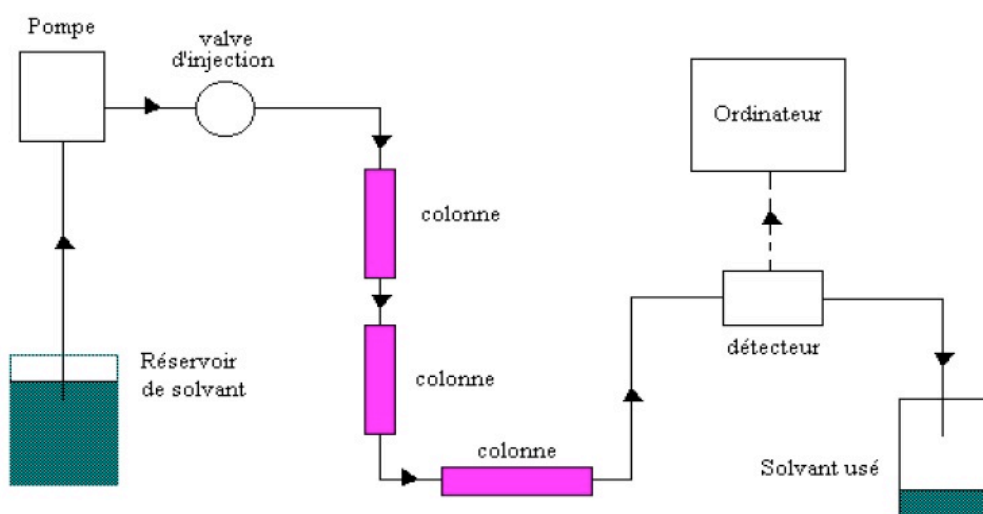 Pompe
valve
d'injection
Ordinateur
colonne
Réservoir
de solvant
colonne
détecteur
colonne
Solvant usé